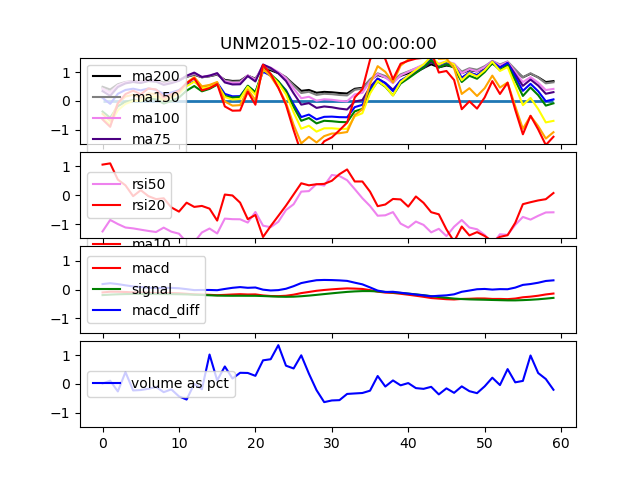 UNM2015-02-10 00:00:00
1
0
−1
ma200
ma150
ma100
ma75
1
0
−1
rsi50
rsi20
ma10
1
0
−1
macd
signal
macd_diff
1
0
−1
volume as pct
0 10 20 30 40 50 60